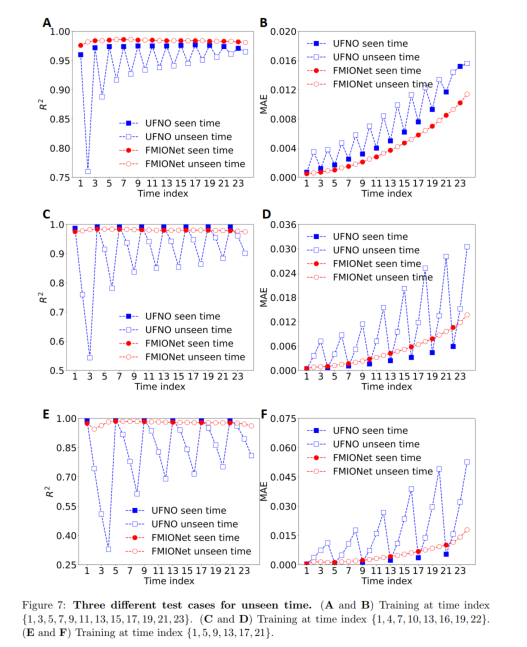 A
1.00
0.95
0.90
0.85
0.80
0.75
R²
UFNO seen time
UFNO unseen time
FMIONet seen time
FMIONet unseen time
1 3 5 7 9 11 13 15 17 19 21 23
Time index
B
0.020
0.016
0.012
0.008
0.004
0.000
MAE
UFNO seen time
UFNO unseen time
FMIONet seen time
FMIONet unseen time
1 3 5 7 9 11 13 15 17 19 21 23
Time index
C
1.0
0.9
0.8
0.7
0.6
0.5
R²
UFNO seen time
UFNO unseen time
FMIONet seen time
FMIONet unseen time
1 3 5 7 9 11 13 15 17 19 21 23
Time index
D
0.036
0.030
0.024
0.018
0.012
0.006
0.000
MAE
UFNO seen time
UFNO unseen time
FMIONet seen time
FMIONet unseen time
1 3 5 7 9 11 13 15 17 19 21 23
Time index
E
1.00
0.85
0.70
0.55
0.40
0.25
R²
UFNO seen time
UFNO unseen time
FMIONet seen time
FMIONet unseen time
1 3 5 7 9 11 13 15 17 19 21 23
Time index
F
0.075
0.060
0.045
0.030
0.015
0.000
MAE
UFNO seen time
UFNO unseen time
FMIONet seen time
FMIONet unseen time
1 3 5 7 9 11 13 15 17 19 21 23
Time index
Figure 7: Three different test cases for unseen time. (A and B) Training at time index
{1, 3, 5, 7, 9, 11, 13, 15, 17, 19, 21, 23}. (C and D) Training at time index {1, 4, 7, 10, 13, 16, 19, 22}.
(E and F) Training at time index {1, 5, 9, 13, 17, 21}.